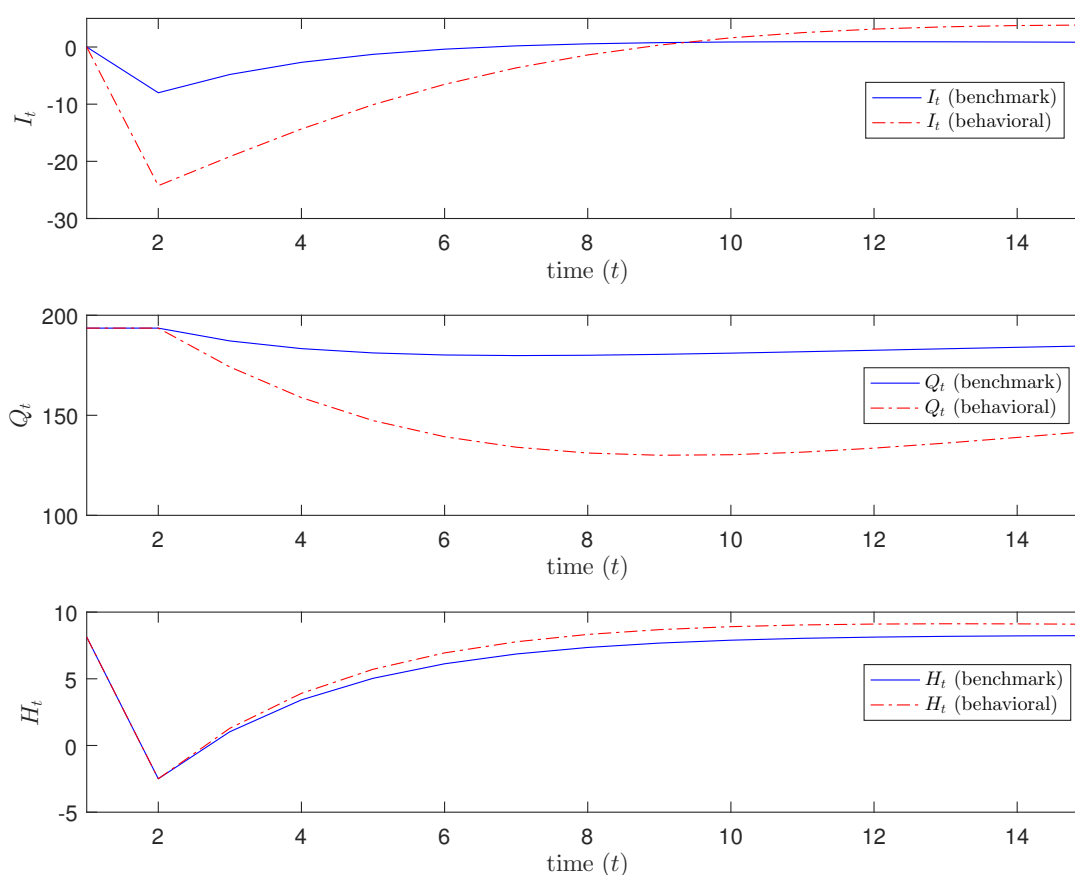 0
-10
-20
-30
I_t
I_t (benchmark)
I_t (behavioral)
2 4 6 8 10 12 14
time (t)
200
150
100
Q_t
Q_t (benchmark)
Q_t (behavioral)
2 4 6 8 10 12 14
time (t)
10
5
0
-5
H_t
H_t (benchmark)
H_t (behavioral)
2 4 6 8 10 12 14
time (t)